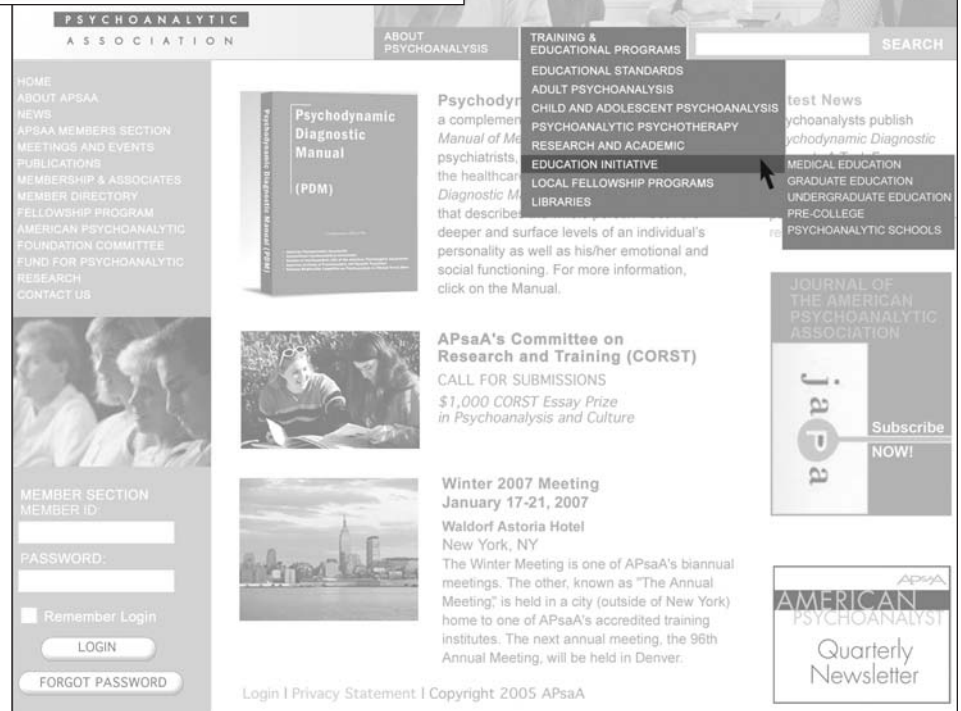 PSYCHOANALYTIC
ASSOCIATION
ABOUT
PSYCHOANALYSIS
TRAINING &
EDUCATIONAL PROGRAMS
SEARCH
EDUCATIONAL STANDARDS
ADULT PSYCHOANALYSIS
CHILD AND ADOLESCENT PSYCHOANALYSIS
PSYCHOANALYTIC PSYCHOTHERAPY
RESEARCH AND ACADEMIC
EDUCATION INITIATIVE
LOCAL FELLOWSHIP PROGRAMS
LIBRARIES
MEDICAL EDUCATION
GRADUATE EDUCATION
UNDERGRADUATE EDUCATION
PRE-COLLEGE
PSYCHOANALYTIC SCHOOLS
HOME
ABOUT APSAA
NEWS
APSAA MEMBERS SECTION
MEETINGS AND EVENTS
PUBLICATIONS
MEMBERSHIP & ASSOCIATES
MEMBER DIRECTORY
FELLOWSHIP PROGRAM
AMERICAN PSYCHOANALYTIC
FOUNDATION COMMITTEE
FUND FOR PSYCHOANALYTIC
RESEARCH
CONTACT US
MEMBER SECTION
MEMBER ID:
PASSWORD:
Remember Login
LOGIN
FORGOT PASSWORD
Psychodynamic Diagnostic Manual (PDM)
Psychodynamic
Diagnostic
Manual
(PDM)
a
Manual of
psychiatrists,
the
Diagnostic
that
deeper and surface levels of an individual's
personality as well as his/her emotional and
social functioning. For more information,
click on the Manual.
APsaA's Committee on
Research and Training (CORST)
CALL FOR SUBMISSIONS
$1,000 CORST Essay Prize
in Psychoanalysis and Culture
Winter 2007 Meeting
January 17-21, 2007
Waldorf Astoria Hotel
New York, NY
The Winter Meeting is one of APsaA's biannual
meetings. The other, known as "The Annual
Meeting," is held in a city (outside of New York)
home to one of APsaA's accredited training
institutes. The next annual meeting, the 96th
Annual Meeting, will be held in Denver.
News
publish
Diagnostic
JOURNAL OF
THE AMERICAN
PSYCHOANALYTIC
ASSOCIATION
japa
Subscribe
NOW!
APsaA
AMERICAN
PSYCHOANALYST
Quarterly
Newsletter
Login | Privacy Statement | Copyright 2005 APsaA